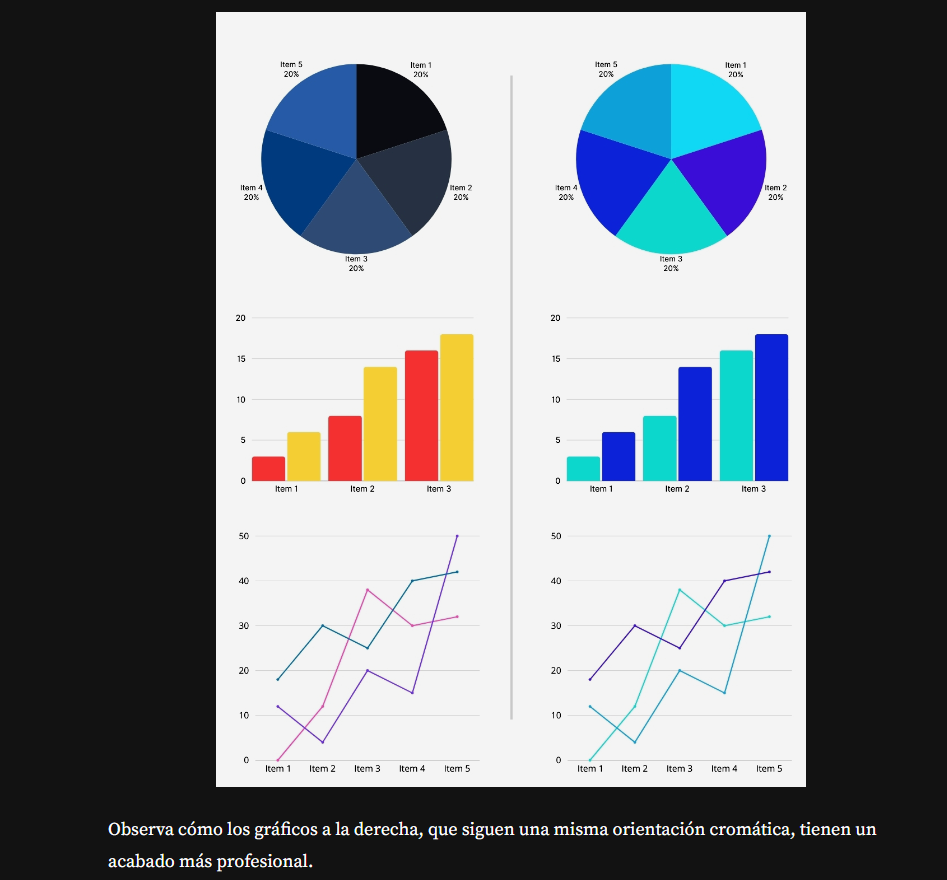 Item 5
20%
Item 1
20%
Item 4
20%
Item 2
20%
Item 3
20%
Item 5
20%
Item 1
20%
Item 4
20%
Item 2
20%
Item 3
20%
20
15
10
5
0
Item 1 Item 2 Item 3
20
15
10
5
0
Item 1 Item 2 Item 3
50
40
30
20
10
0
Item 1 Item 2 Item 3 Item 4 Item 5
50
40
30
20
10
0
Item 1 Item 2 Item 3 Item 4 Item 5
Observa cómo los gráficos a la derecha, que siguen una misma orientación cromática, tienen un
acabado más profesional.